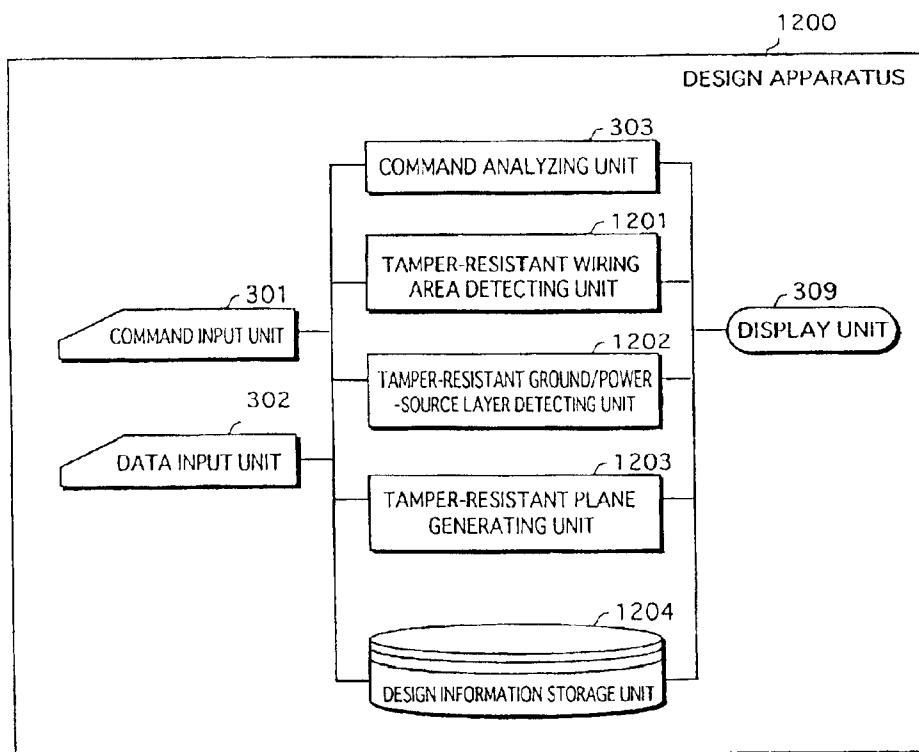 1200
DESIGN APPARATUS
303
COMMAND ANALYZING UNIT
1201
TAMPER-RESISTANT WIRING
AREA DETECTING UNIT
301
COMMAND INPUT UNIT
309
DISPLAY UNIT
1202
TAMPER-RESISTANT GROUND/POWER
-SOURCE LAYER DETECTING UNIT
302
DATA INPUT UNIT
1203
TAMPER-RESISTANT PLANE
GENERATING UNIT
1204
DESIGN INFORMATION STORAGE UNIT